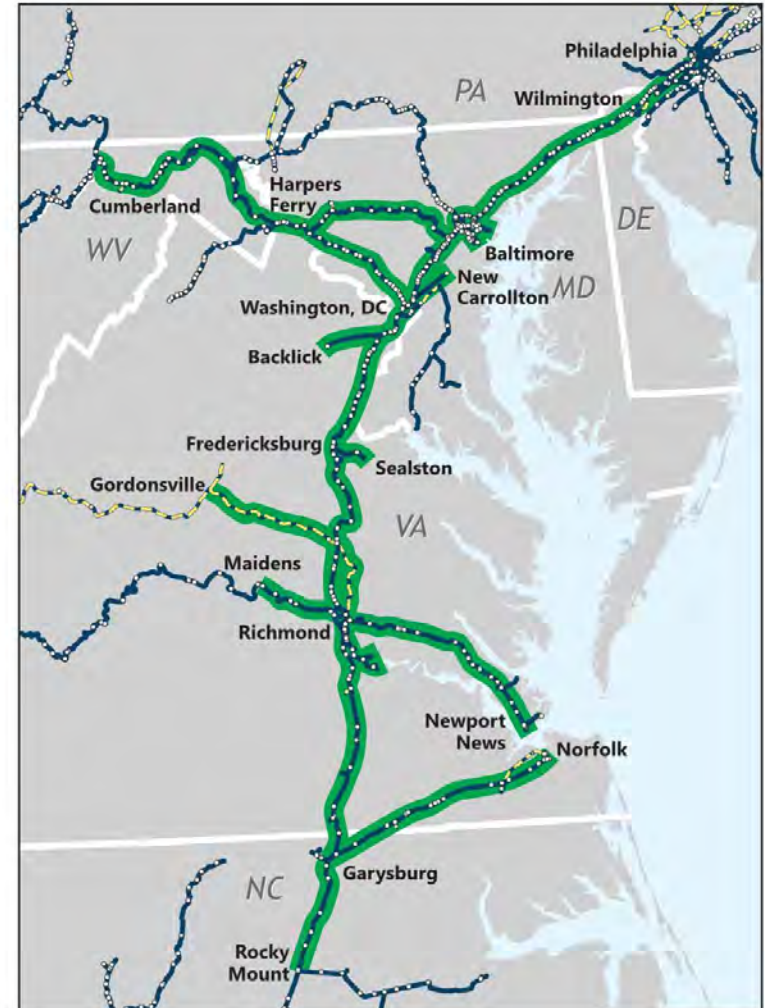 Philadelphia
PA
Wilmington
Harpers
Ferry
Cumberland
DE
WV
Baltimore
New
Carrollton
MD
Washington, DC
Backlick
Fredericksburg
Sealston
Gordonsville
VA
Maidens
Richmond
Newport
News
Norfolk
Garysburg
NC
Rocky
Mount